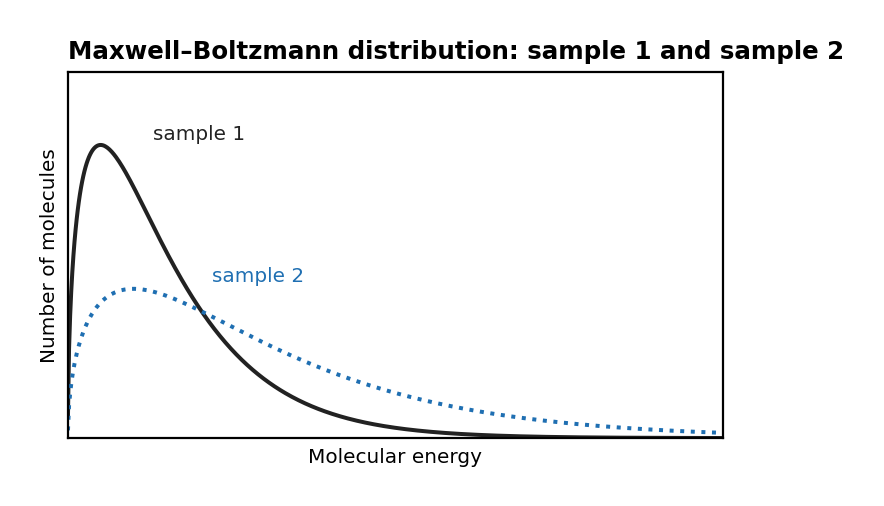 Maxwell–Boltzmann distribution: sample 1 and sample 2
sample 1
sample 2
Number of molecules
Molecular energy